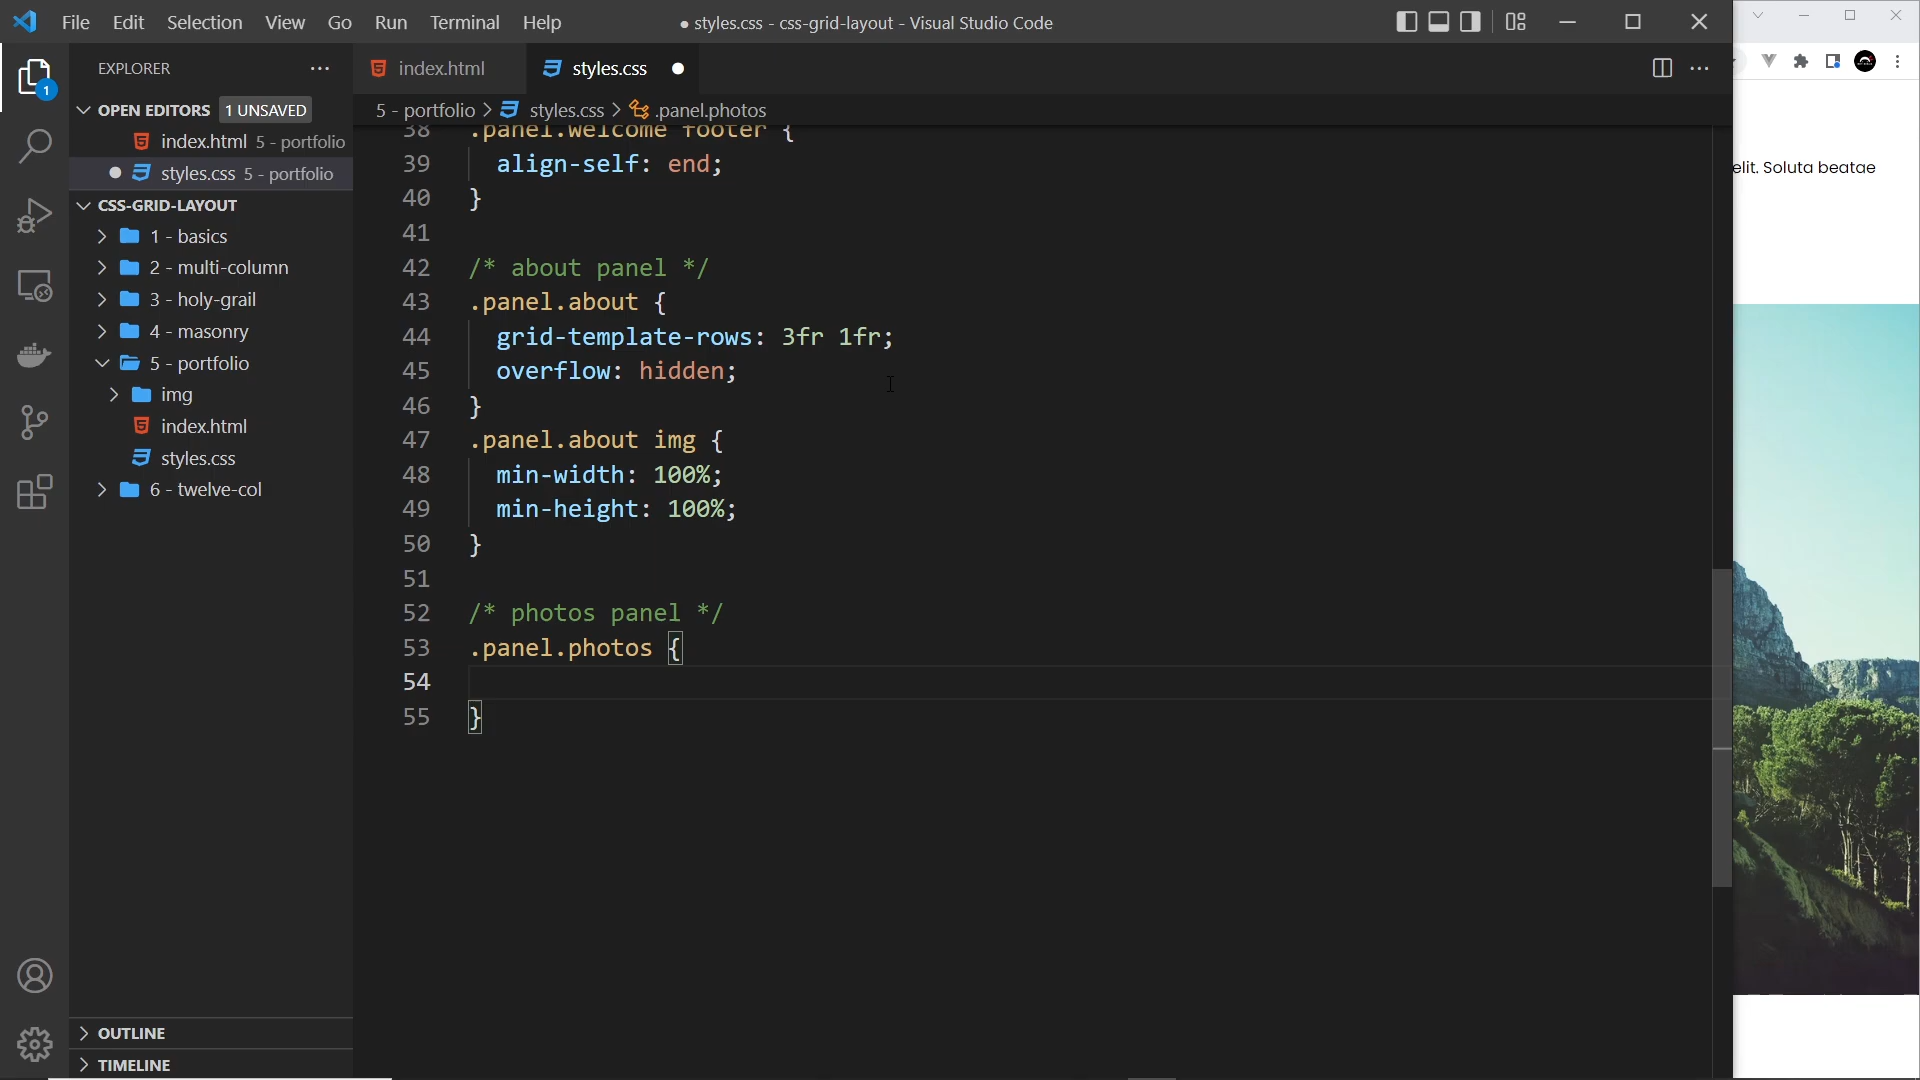 File Edit Selection View Go Run Terminal Help
● styles.css - css-grid-layout - Visual Studio Code
EXPLORER
1
OPEN EDITORS 1 UNSAVED
index.html 5 - portfolio
styles.css 5 - portfolio
CSS-GRID-LAYOUT
1 - basics
2 - multi-column
3 - holy-grail
4 - masonry
5 - portfolio
img
index.html
styles.css
6 - twelve-col
OUTLINE
TIMELINE
index.html styles.css
5 - portfolio > styles.css > .panel.photos
38 .panel.welcome footer {
39 align-self: end;
40 }
41
42 /* about panel */
43 .panel.about {
44 grid-template-rows: 3fr 1fr;
45 overflow: hidden;
46 }
47 .panel.about img {
48 min-width: 100%;
49 min-height: 100%;
50 }
51
52 /* photos panel */
53 .panel.photos {
54
55 }
elit. Soluta beatae